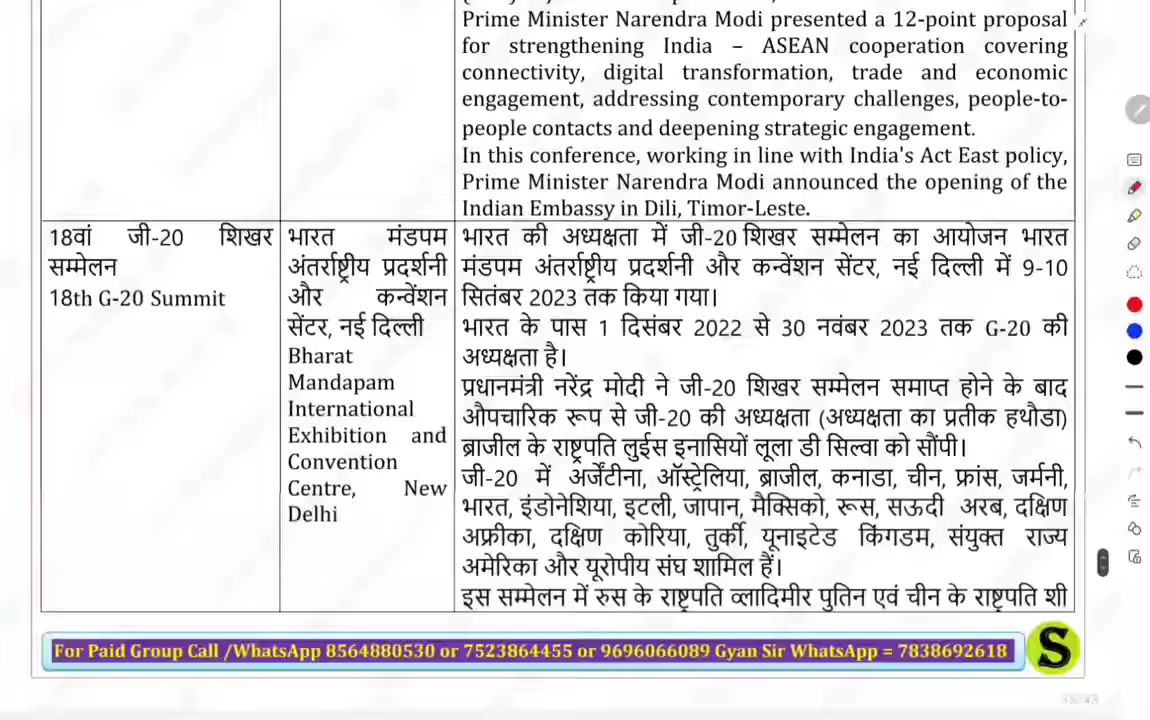 Prime Minister Narendra Modi presented a 12-point proposal
for strengthening India – ASEAN cooperation covering
connectivity, digital transformation, trade and economic
engagement, addressing contemporary challenges, people-to-
people contacts and deepening strategic engagement.
In this conference, working in line with India's Act East policy,
Prime Minister Narendra Modi announced the opening of the
Indian Embassy in Dili, Timor-Leste.
18वां जी-20 शिखर
सम्मेलन
18th G-20 Summit
भारत मंडपम
अंतर्राष्ट्रीय प्रदर्शनी
और कन्वेंशन
सेंटर, नई दिल्ली
Bharat
Mandapam
International
Exhibition and
Convention
Centre, New
Delhi
भारत की अध्यक्षता में जी-20 शिखर सम्मेलन का आयोजन भारत
मंडपम अंतर्राष्ट्रीय प्रदर्शनी और कन्वेंशन सेंटर, नई दिल्ली में 9-10
सितंबर 2023 तक किया गया।
भारत के पास 1 दिसंबर 2022 से 30 नवंबर 2023 तक G-20 की
अध्यक्षता है।
प्रधानमंत्री नरेंद्र मोदी ने जी-20 शिखर सम्मेलन समाप्त होने के बाद
औपचारिक रूप से जी-20 की अध्यक्षता (अध्यक्षता का प्रतीक हथौडा)
ब्राजील के राष्ट्रपति लुईस इनासियों लूला डी सिल्वा को सौंपी।
जी-20 में अर्जेंटीना, ऑस्ट्रेलिया, ब्राजील, कनाडा, चीन, फ्रांस, जर्मनी,
भारत, इंडोनेशिया, इटली, जापान, मैक्सिको, रूस, सऊदी अरब, दक्षिण
अफ्रीका, दक्षिण कोरिया, तुर्की, यूनाइटेड किंगडम, संयुक्त राज्य
अमेरिका और यूरोपीय संघ शामिल हैं।
इस सम्मेलन में रुस के राष्ट्रपति व्लादिमीर पुतिन एवं चीन के राष्ट्रपति शी
For Paid Group Call /WhatsApp 8564880530 or 7523864455 or 9696066089 Gyan Sir WhatsApp = 7838692618
S